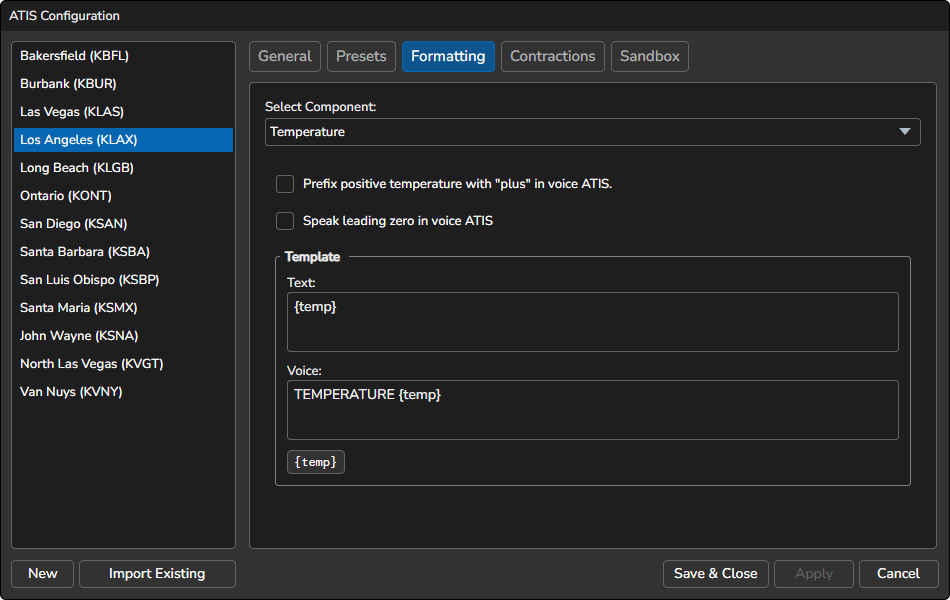 ATIS Configuration
Bakersfield (KBFL)
Burbank (KBUR)
Las Vegas (KLAS)
Los Angeles (KLAX)
Long Beach (KLGB)
Ontario (KONT)
San Diego (KSAN)
Santa Barbara (KSBA)
San Luis Obispo (KSBP)
Santa Maria (KSMX)
John Wayne (KSNA)
North Las Vegas (KVGT)
Van Nuys (KVNY)
New
Import Existing
General
Presets
Formatting
Contractions
Sandbox
Select Component:
Temperature
Prefix positive temperature with "plus" in voice ATIS.
Speak leading zero in voice ATIS
Template
Text:
{temp}
Voice:
TEMPERATURE {temp}
{temp}
Save & Close
Apply
Cancel